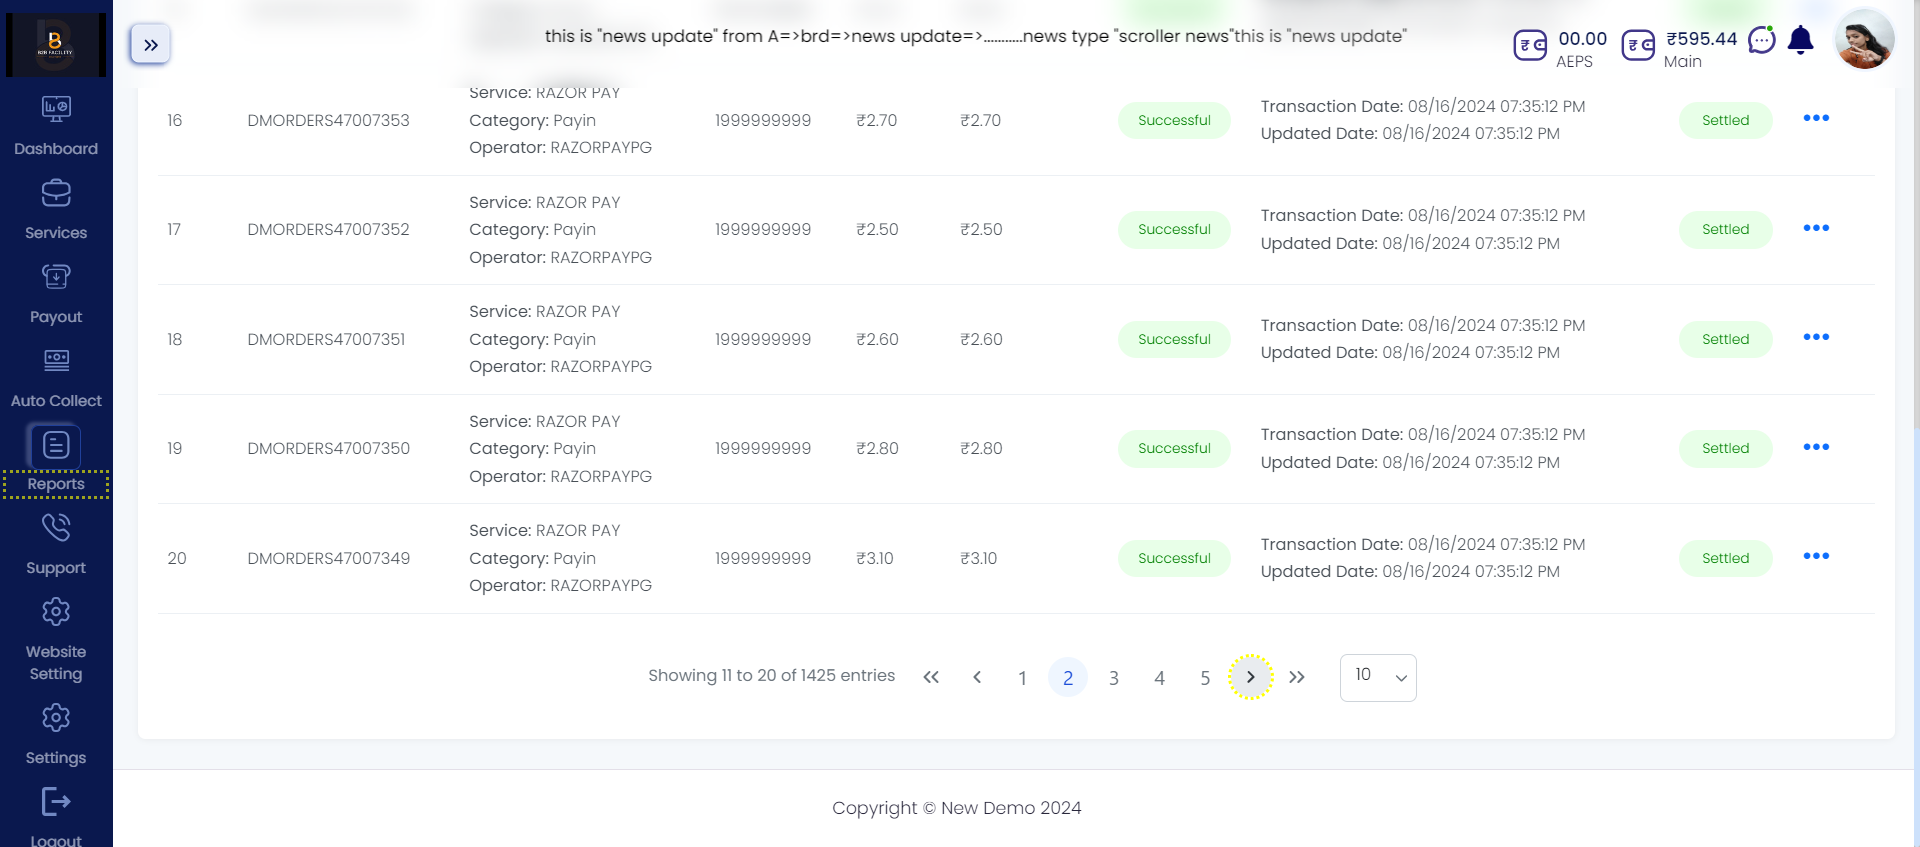 this is "news update" from A=>brd=>news update=>...........news type "scroller news"this is "news update"
00.00
AEPS
₹595.44
Main
B2B FACILITY
Dashboard
Services
Payout
Auto Collect
Reports
Support
Website
Setting
Settings
Logout
Service: RAZOR PAY
16 DMORDERS47007353 Category: Payin 1999999999 ₹2.70 ₹2.70 Successful Transaction Date: 08/16/2024 07:35:12 PM Settled
Operator: RAZORPAYPG Updated Date: 08/16/2024 07:35:12 PM
Service: RAZOR PAY
17 DMORDERS47007352 Category: Payin 1999999999 ₹2.50 ₹2.50 Successful Transaction Date: 08/16/2024 07:35:12 PM Settled
Operator: RAZORPAYPG Updated Date: 08/16/2024 07:35:12 PM
Service: RAZOR PAY
18 DMORDERS47007351 Category: Payin 1999999999 ₹2.60 ₹2.60 Successful Transaction Date: 08/16/2024 07:35:12 PM Settled
Operator: RAZORPAYPG Updated Date: 08/16/2024 07:35:12 PM
Service: RAZOR PAY
19 DMORDERS47007350 Category: Payin 1999999999 ₹2.80 ₹2.80 Successful Transaction Date: 08/16/2024 07:35:12 PM Settled
Operator: RAZORPAYPG Updated Date: 08/16/2024 07:35:12 PM
Service: RAZOR PAY
20 DMORDERS47007349 Category: Payin 1999999999 ₹3.10 ₹3.10 Successful Transaction Date: 08/16/2024 07:35:12 PM Settled
Operator: RAZORPAYPG Updated Date: 08/16/2024 07:35:12 PM
Showing 11 to 20 of 1425 entries 1 2 3 4 5 10
Copyright © New Demo 2024